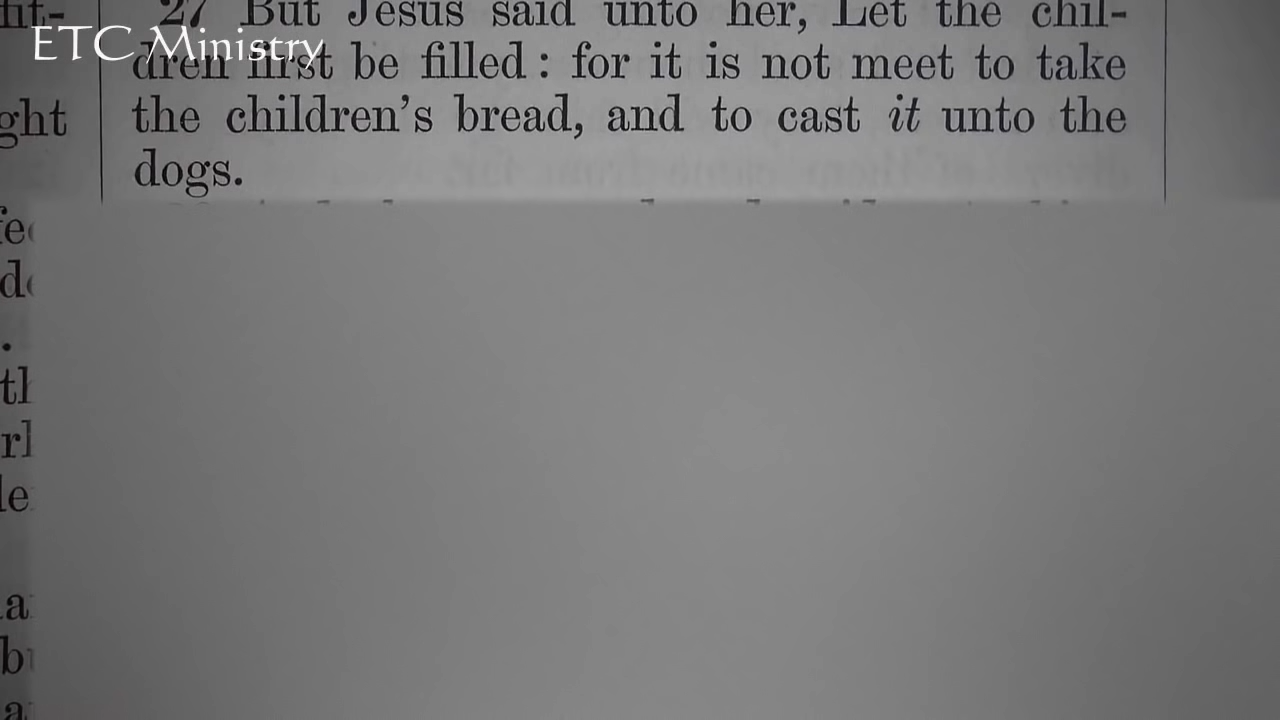 ETC Ministry
27 But Jesus said unto her, Let the chil-
dren first be filled : for it is not meet to take
the children's bread, and to cast it unto the
dogs.
ght